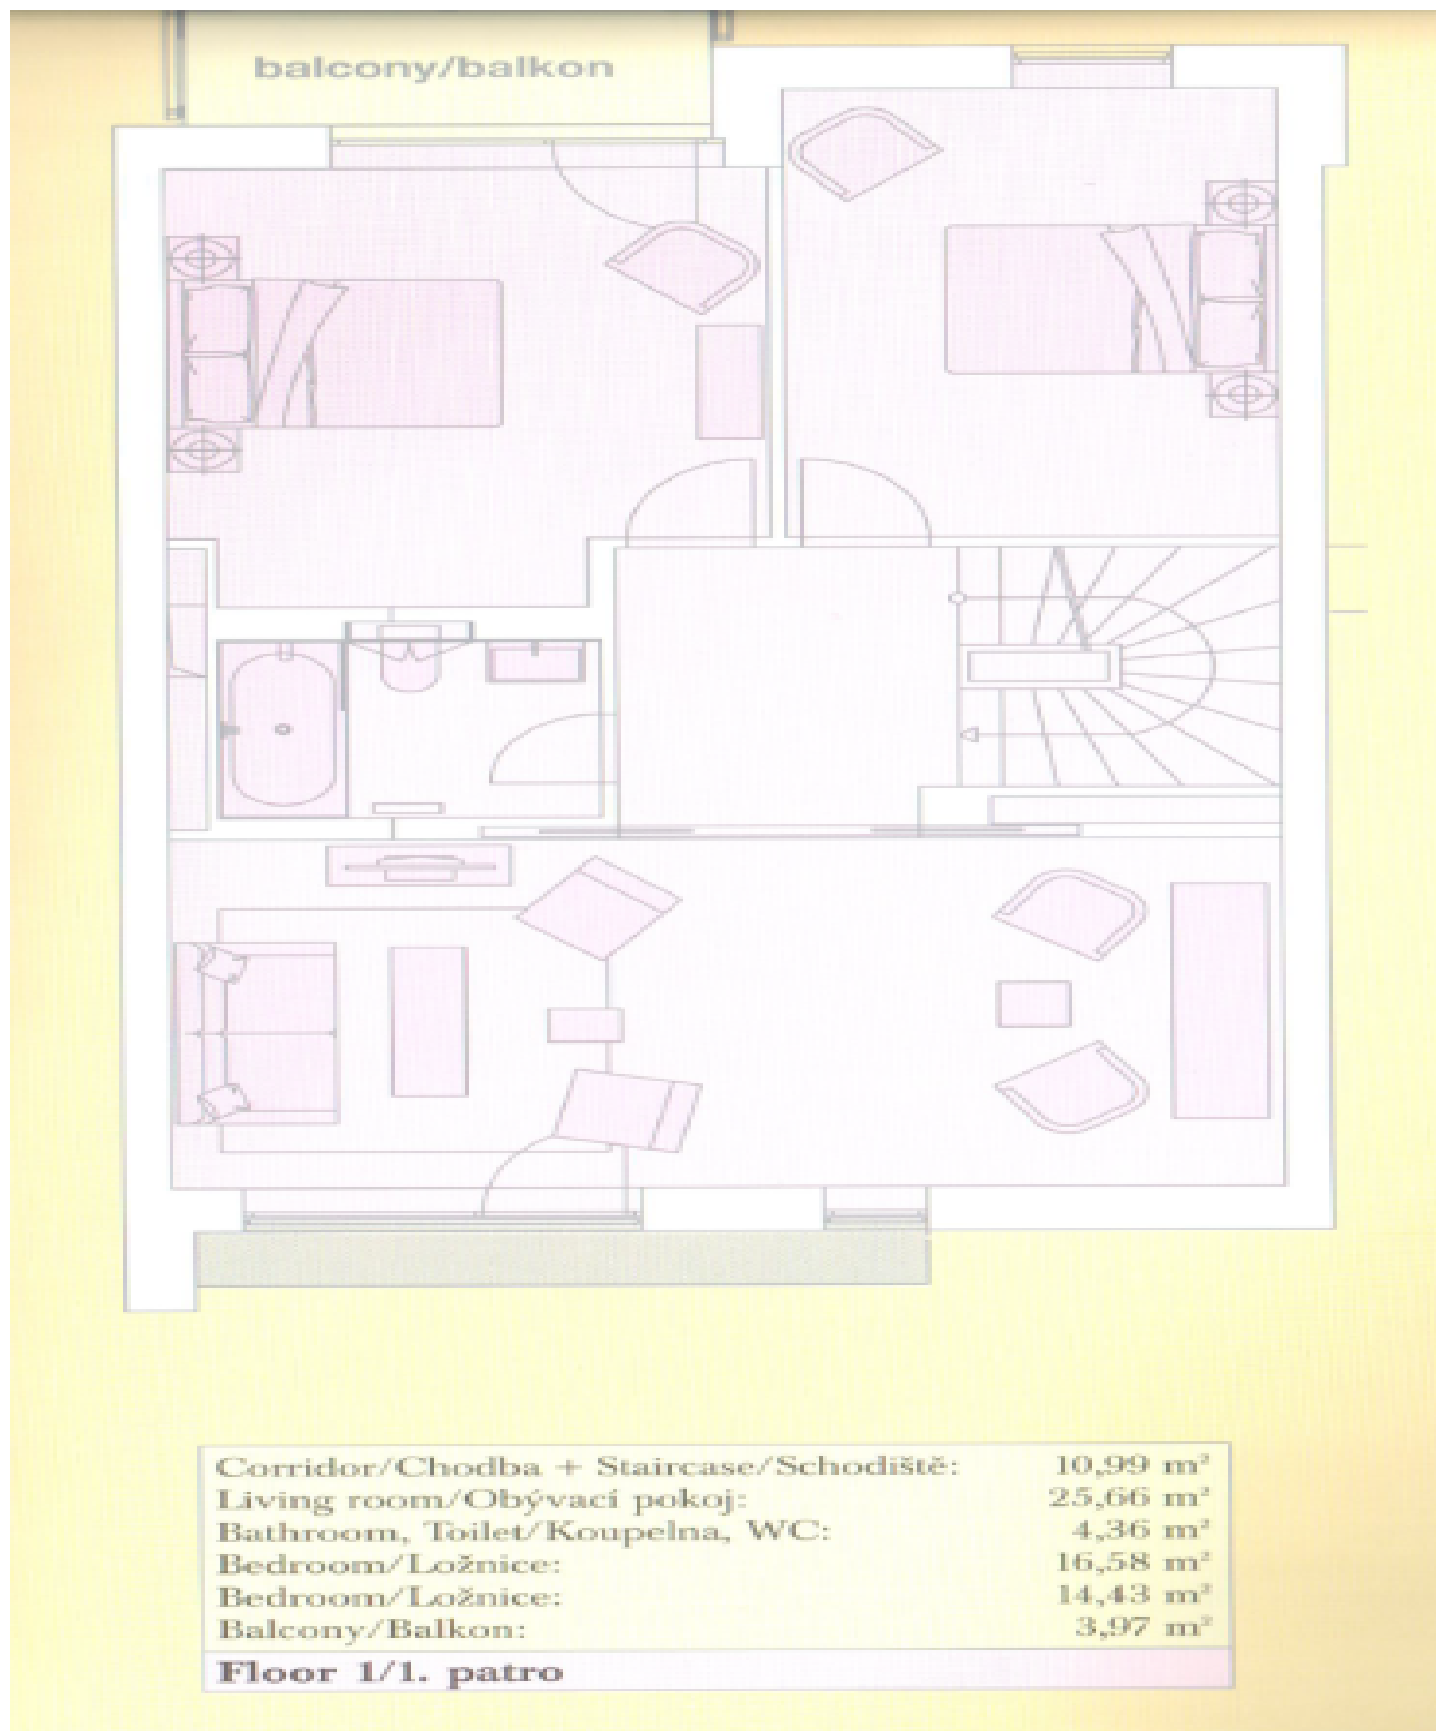 balcony/balkon
Corridor/Chodba + Staircase/Schodiště: 10,99 m²
Living room/Obývací pokoj: 25,66 m²
Bathroom, Toilet/Koupelna, WC: 4,36 m²
Bedroom/Ložnice: 16,58 m²
Bedroom/Ložnice: 14,43 m²
Balcony/Balkon: 3,97 m²
Floor 1/1. patro